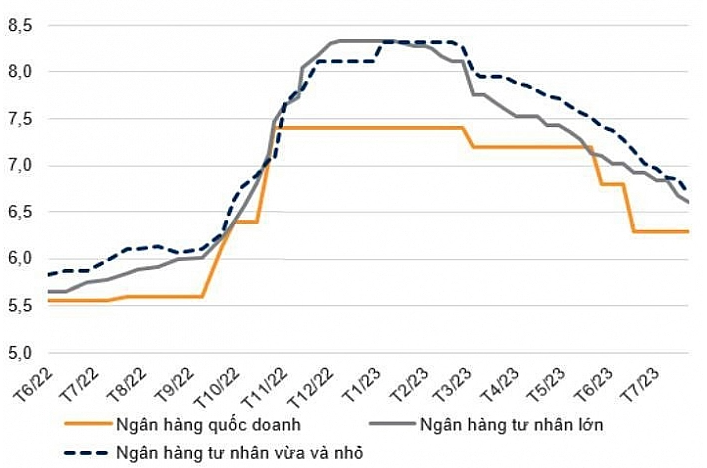 8,5
8,0
7,5
7,0
6,5
6,0
5,5
5,0
T6/22 T7/22 T8/22 T9/22 T10/22 T11/22 T12/22 T1/23 T2/23 T3/23 T4/23 T5/23 T6/23 T7/23
Ngân hàng quốc doanh Ngân hàng tư nhân lớn
Ngân hàng tư nhân vừa và nhỏ